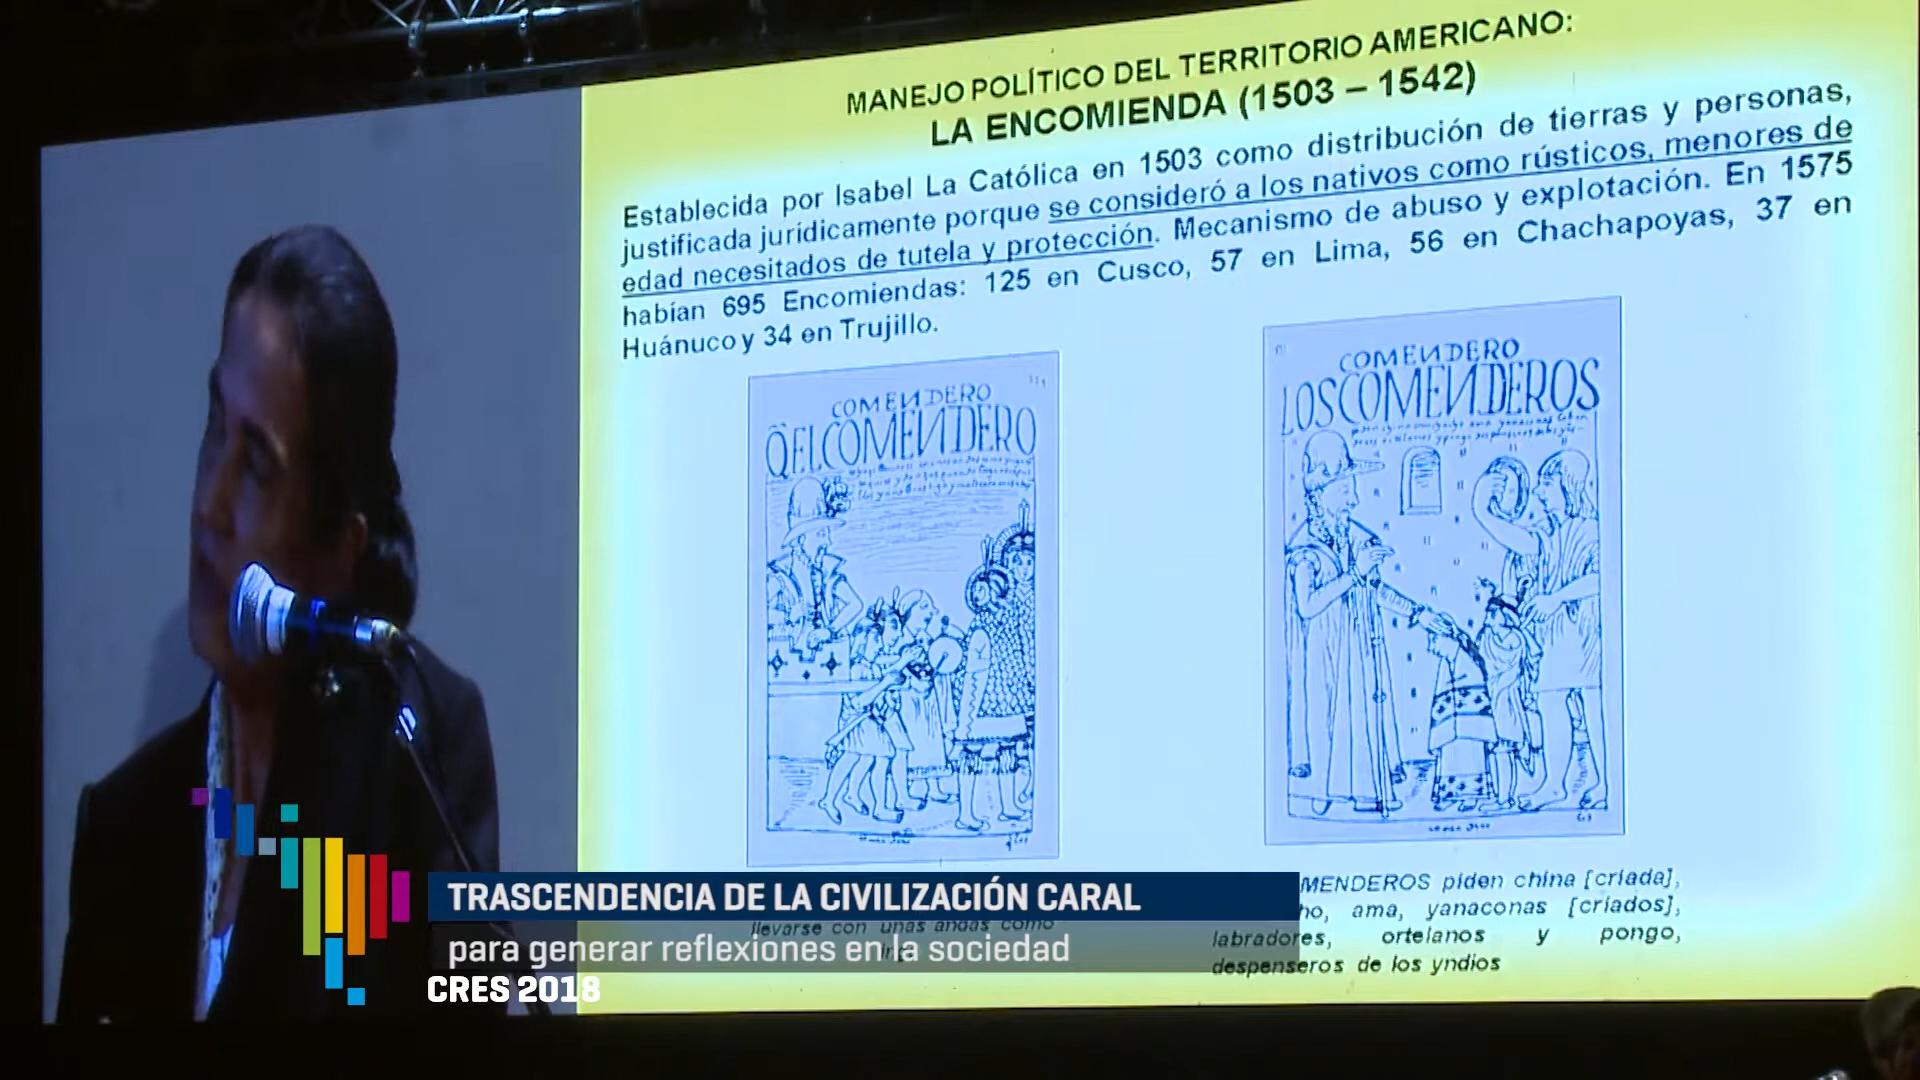 MANEJO POLÍTICO DEL TERRITORIO AMERICANO:
LA ENCOMIENDA (1503 – 1542)
Establecida por Isabel La Católica en 1503 como distribución de tierras y personas,
justificada jurídicamente porque se consideró a los nativos como rústicos, menores de
edad necesitados de tutela y protección. Mecanismo de abuso y explotación. En 1575
habían 695 Encomiendas: 125 en Cusco, 57 en Lima, 56 en Chachapoyas, 37 en
Huánuco y 34 en Trujillo.
COMENDERO
QELCOMENDERO
COMENDERO
LOSCOMENDEROS
llevarse con unas andas como
MENDEROS piden china [criada],
ho, ama, yanaconas [criados],
labradores, ortelanos y pongo,
despenseros de los yndios
TRASCENDENCIA DE LA CIVILIZACIÓN CARAL
para generar reflexiones en la sociedad
CRES 2018